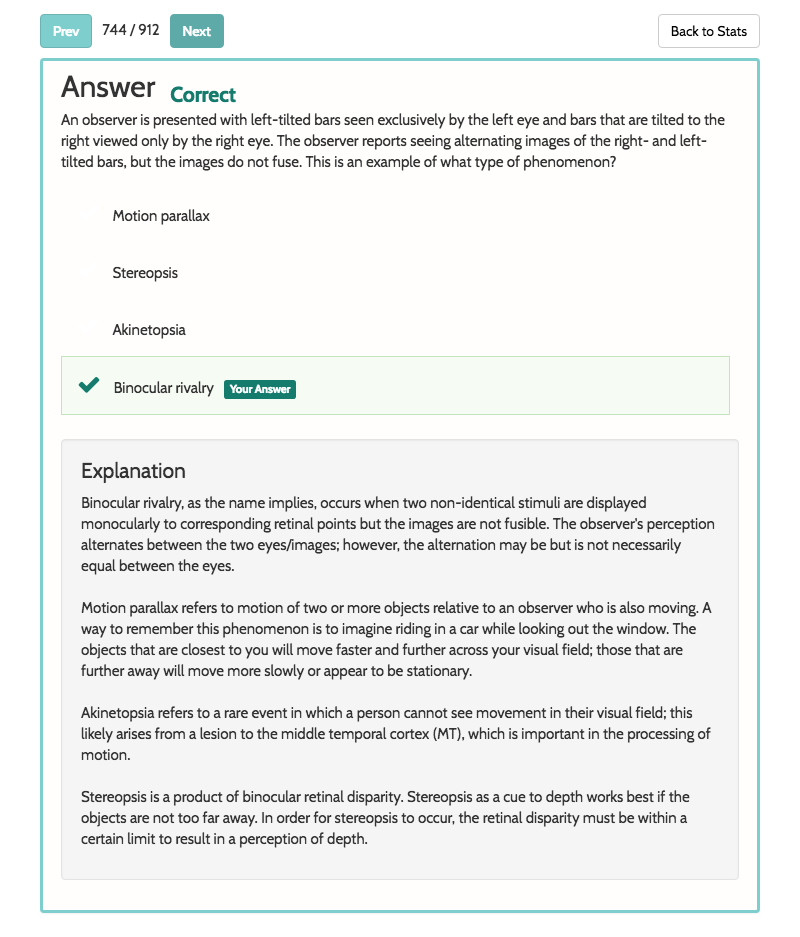 Prev 744 / 912 Next Back to Stats
Answer Correct
An observer is presented with left-tilted bars seen exclusively by the left eye and bars that are tilted to the
right viewed only by the right eye. The observer reports seeing alternating images of the right- and left-
tilted bars, but the images do not fuse. This is an example of what type of phenomenon?
Motion parallax
Stereopsis
Akinetopsia
Binocular rivalry Your Answer
Explanation
Binocular rivalry, as the name implies, occurs when two non-identical stimuli are displayed
monocularly to corresponding retinal points but the images are not fusible. The observer's perception
alternates between the two eyes/images; however, the alternation may be but is not necessarily
equal between the eyes.
Motion parallax refers to motion of two or more objects relative to an observer who is also moving. A
way to remember this phenomenon is to imagine riding in a car while looking out the window. The
objects that are closest to you will move faster and further across your visual field; those that are
further away will move more slowly or appear to be stationary.
Akinetopsia refers to a rare event in which a person cannot see movement in their visual field; this
likely arises from a lesion to the middle temporal cortex (MT), which is important in the processing of
motion.
Stereopsis is a product of binocular retinal disparity. Stereopsis as a cue to depth works best if the
objects are not too far away. In order for stereopsis to occur, the retinal disparity must be within a
certain limit to result in a perception of depth.